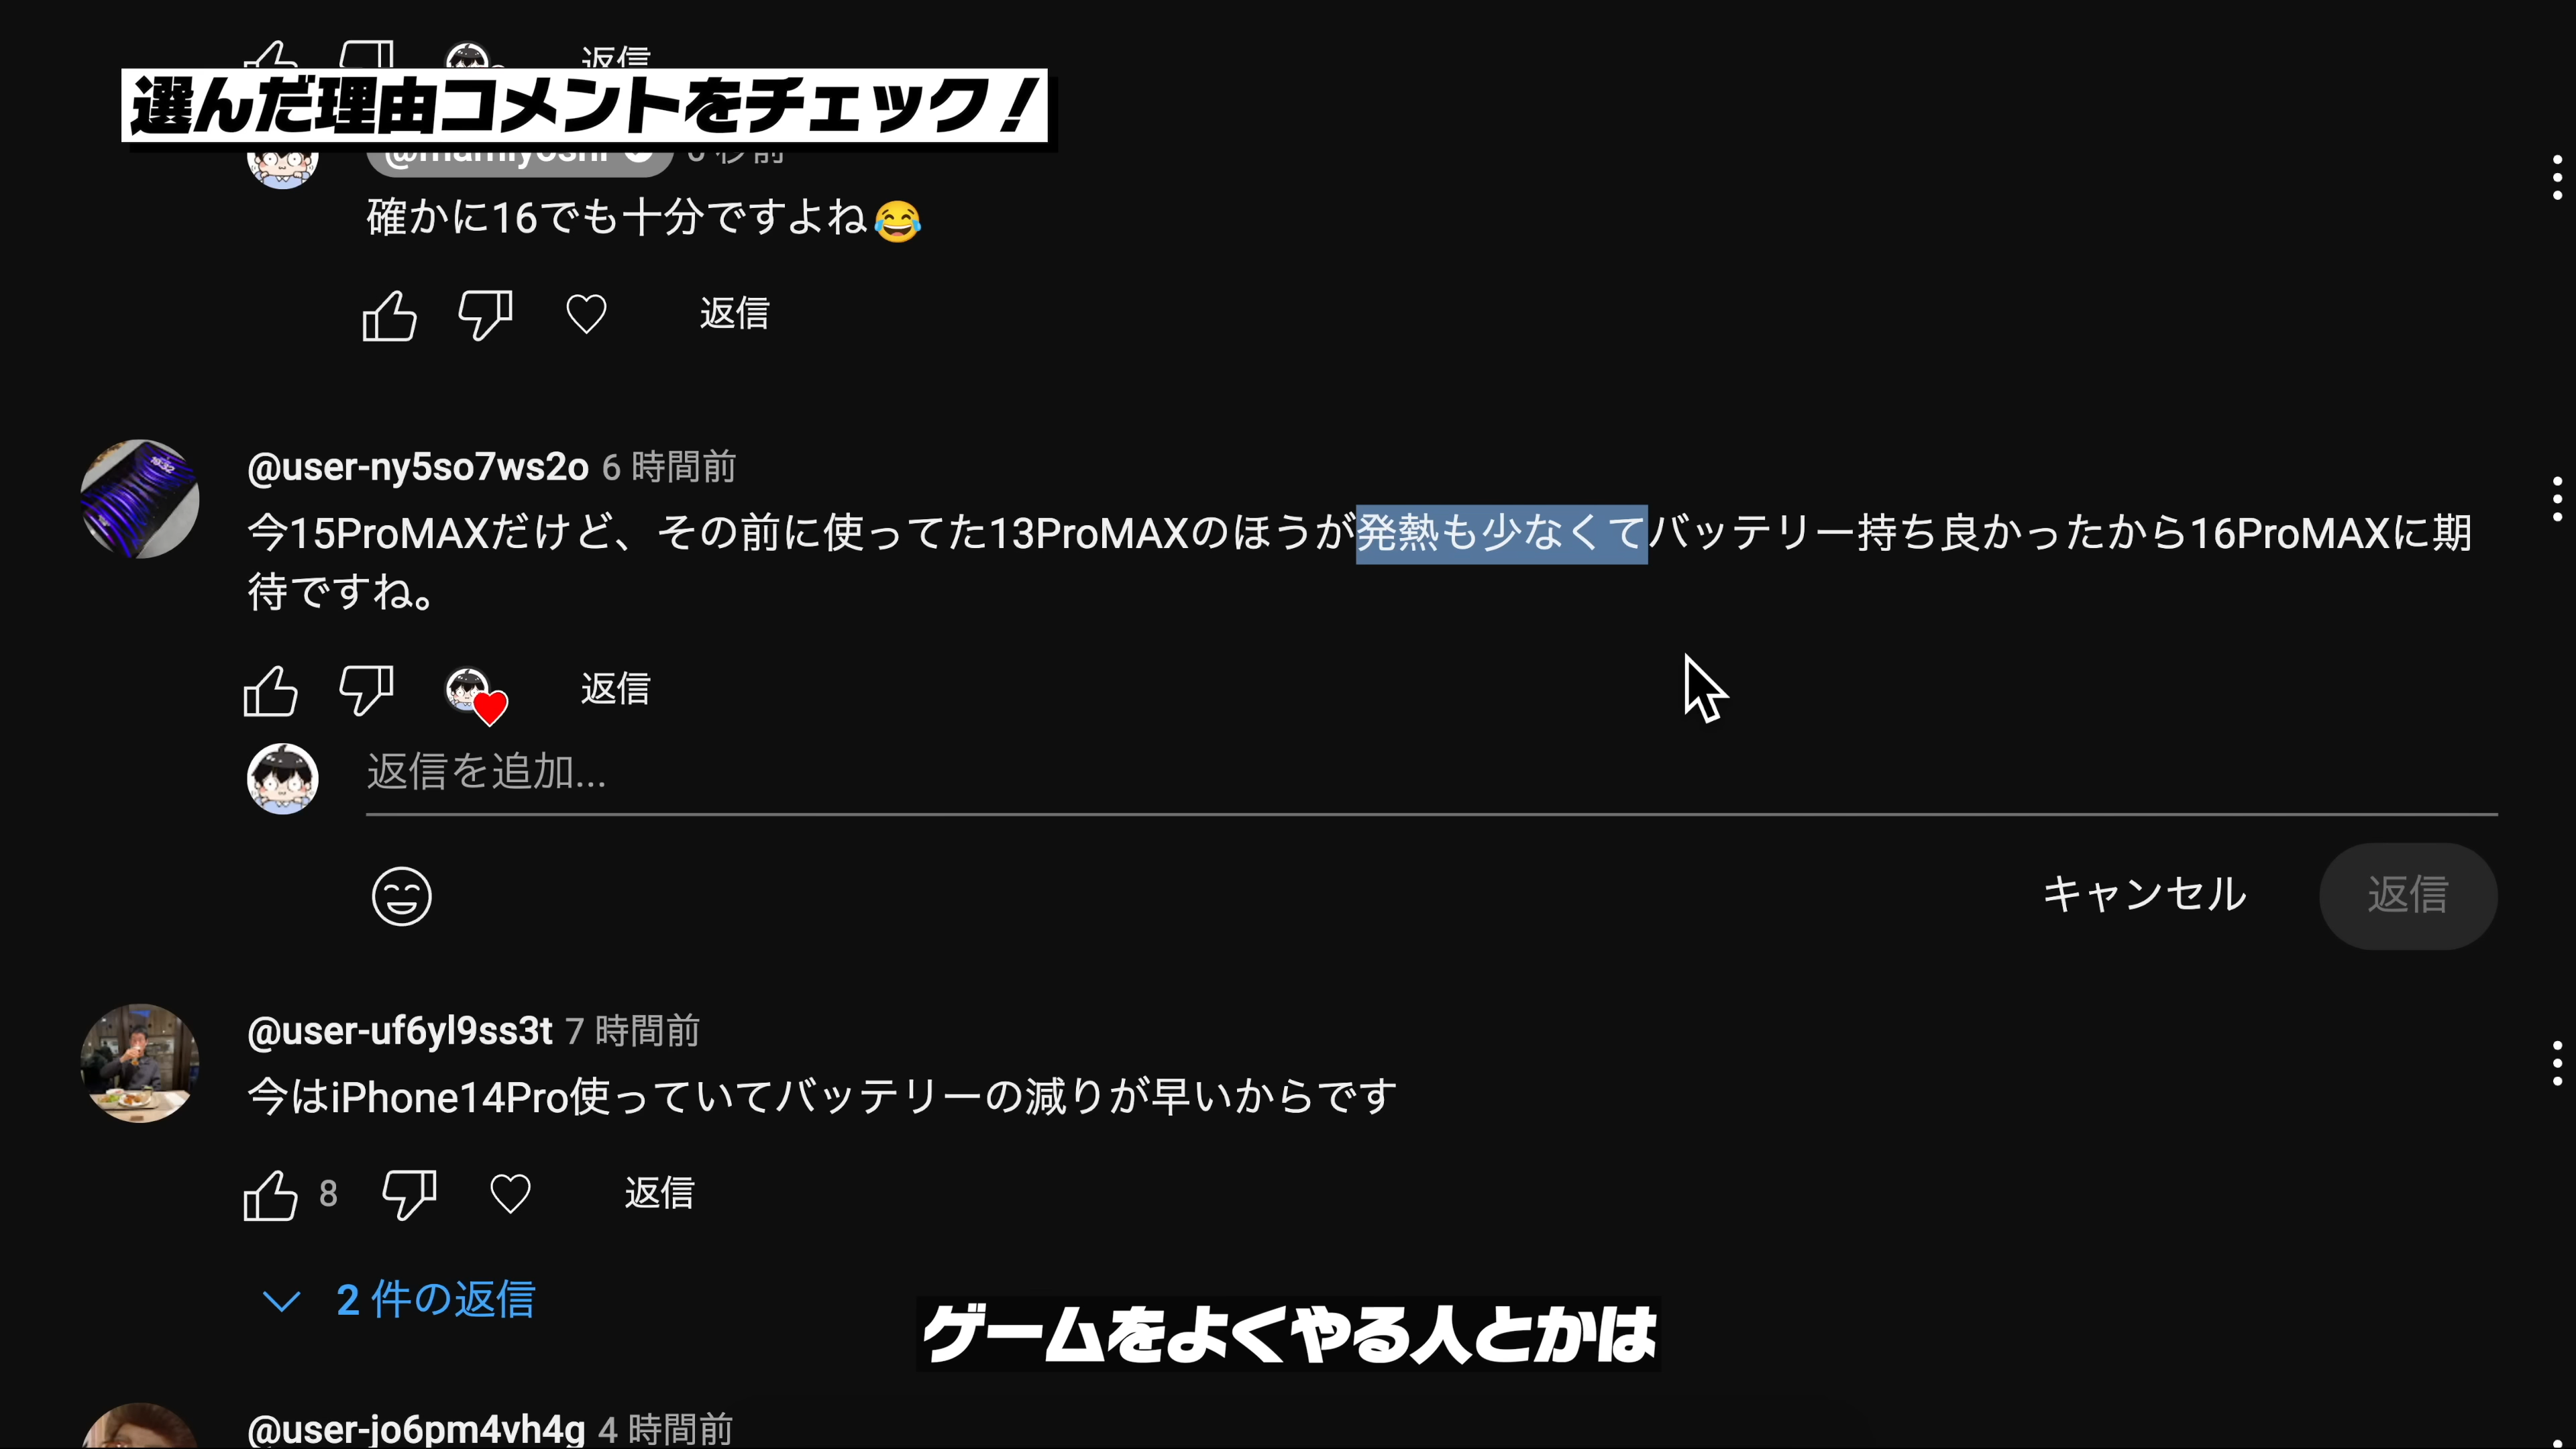 返信
選んだ理由コメントをチェック！
確かに16でも十分ですよね😂
返信
@user-ny5so7ws2o 6 時間前
今15ProMAXだけど、その前に使ってた13ProMAXのほうが発熱も少なくてバッテリー持ち良かったから16ProMAXに期
待ですね。
返信
返信を追加...
キャンセル 返信
@user-uf6yl9ss3t 7 時間前
今はiPhone14Pro使っていてバッテリーの減りが早いからです
8 返信
2 件の返信
ゲームをよくやる人とかは
@user-jo6pm4vh4g 4 時間前